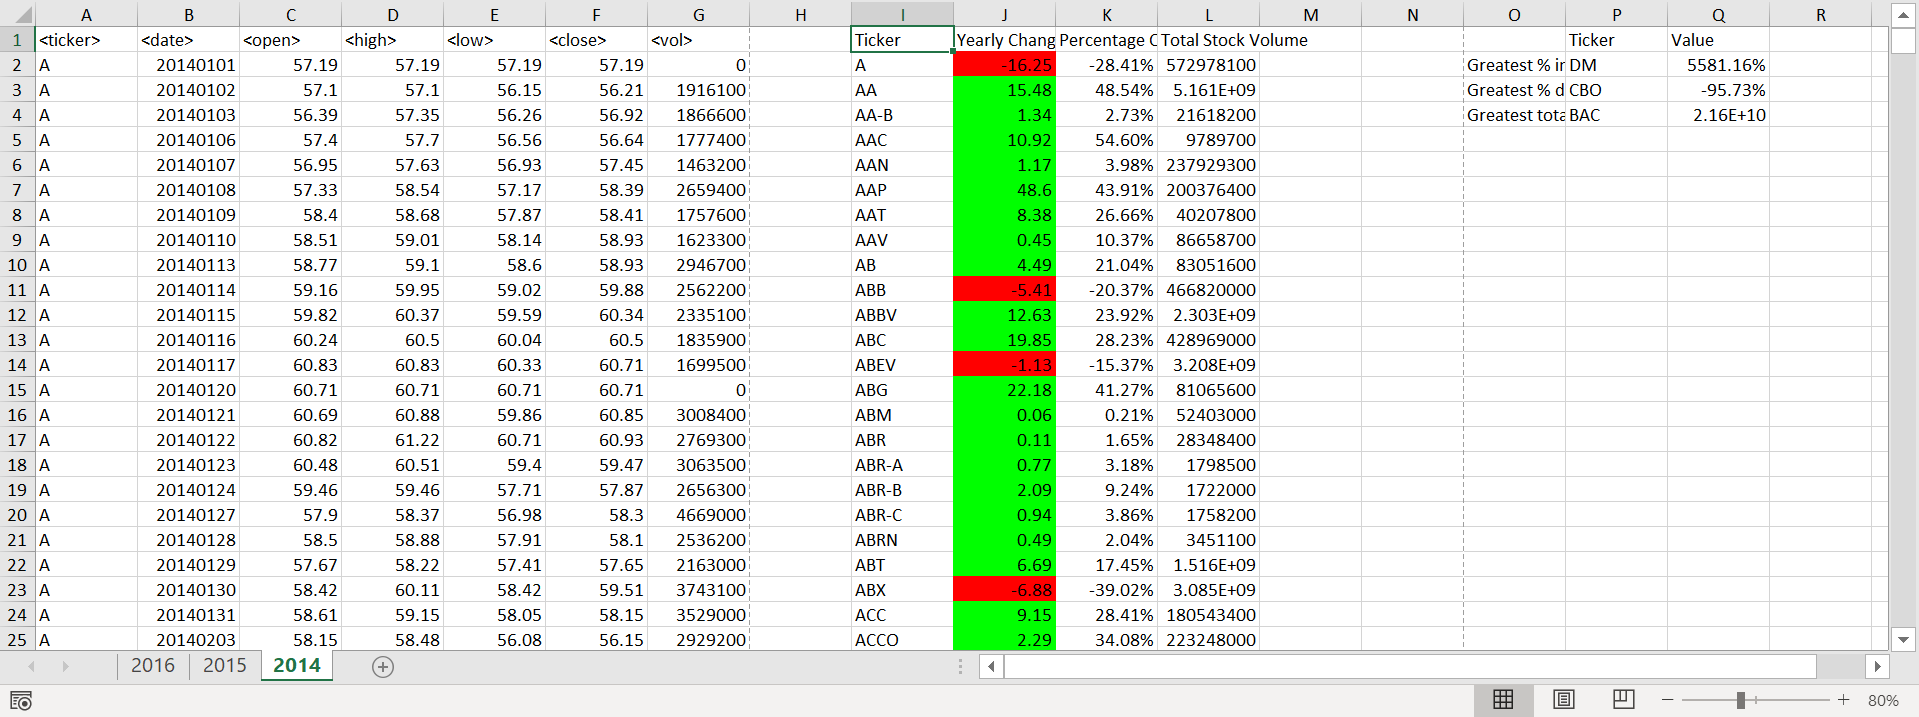 A B C D E F G H I J K L M N O P Q R
1 <ticker> <date> <open> <high> <low> <close> <vol> Ticker Yearly Chang Percentage C Total Stock Volume Ticker Value
2 A 20140101 57.19 57.19 57.19 57.19 0 A -16.25 -28.41% 572978100 Greatest % in DM 5581.16%
3 A 20140102 57.1 57.1 56.15 56.21 1916100 AA 15.48 48.54% 5.161E+09 Greatest % d CBO -95.73%
4 A 20140103 56.39 57.35 56.26 56.92 1866600 AA-B 1.34 2.73% 21618200 Greatest tota BAC 2.16E+10
5 A 20140106 57.4 57.7 56.56 56.64 1777400 AAC 10.92 54.60% 9789700
6 A 20140107 56.95 57.63 56.93 57.45 1463200 AAN 1.17 3.98% 237929300
7 A 20140108 57.33 58.54 57.17 58.39 2659400 AAP 48.6 43.91% 200376400
8 A 20140109 58.4 58.68 57.87 58.41 1757600 AAT 8.38 26.66% 40207800
9 A 20140110 58.51 59.01 58.14 58.93 1623300 AAV 0.45 10.37% 86658700
10 A 20140113 58.77 59.1 58.6 58.93 2946700 AB 4.49 21.04% 83051600
11 A 20140114 59.16 59.95 59.02 59.88 2562200 ABB -5.41 -20.37% 466820000
12 A 20140115 59.82 60.37 59.59 60.34 2335100 ABBV 12.63 23.92% 2.303E+09
13 A 20140116 60.24 60.5 60.04 60.5 1835900 ABC 19.85 28.23% 428969000
14 A 20140117 60.83 60.83 60.33 60.71 1699500 ABEV -1.13 -15.37% 3.208E+09
15 A 20140120 60.71 60.71 60.71 60.71 0 ABG 22.18 41.27% 81065600
16 A 20140121 60.69 60.88 59.86 60.85 3008400 ABM 0.06 0.21% 52403000
17 A 20140122 60.82 61.22 60.71 60.93 2769300 ABR 0.11 1.65% 28348400
18 A 20140123 60.48 60.51 59.4 59.47 3063500 ABR-A 0.77 3.18% 1798500
19 A 20140124 59.46 59.46 57.71 57.87 2656300 ABR-B 2.09 9.24% 1722000
20 A 20140127 57.9 58.37 56.98 58.3 4669000 ABR-C 0.94 3.86% 1758200
21 A 20140128 58.5 58.88 57.91 58.1 2536200 ABRN 0.49 2.04% 3451100
22 A 20140129 57.67 58.22 57.41 57.65 2163000 ABT 6.69 17.45% 1.516E+09
23 A 20140130 58.42 60.11 58.42 59.51 3743100 ABX -6.88 -39.02% 3.085E+09
24 A 20140131 58.61 59.15 58.05 58.15 3529000 ACC 9.15 28.41% 180543400
25 A 20140203 58.15 58.48 56.08 56.15 2929200 ACCO 2.29 34.08% 223248000
2016 2015 2014
80%